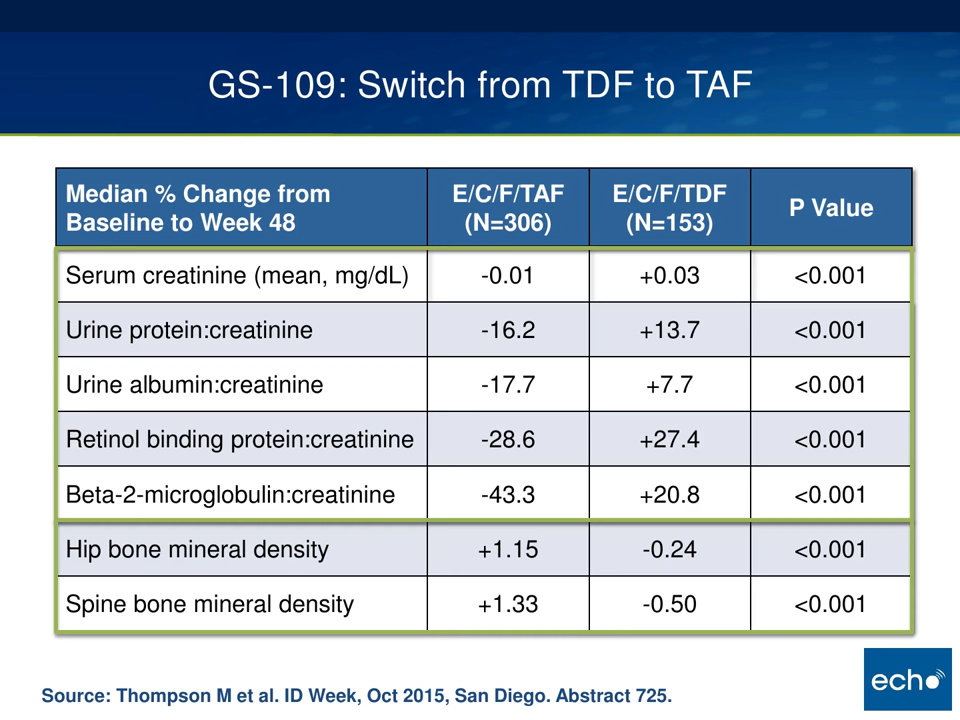 GS-109: Switch from TDF to TAF
Median % Change from Baseline to Week 48 E/C/F/TAF (N=306) E/C/F/TDF (N=153) P Value
Serum creatinine (mean, mg/dL) -0.01 +0.03 <0.001
Urine protein:creatinine -16.2 +13.7 <0.001
Urine albumin:creatinine -17.7 +7.7 <0.001
Retinol binding protein:creatinine -28.6 +27.4 <0.001
Beta-2-microglobulin:creatinine -43.3 +20.8 <0.001
Hip bone mineral density +1.15 -0.24 <0.001
Spine bone mineral density +1.33 -0.50 <0.001
Source: Thompson M et al. ID Week, Oct 2015, San Diego. Abstract 725.
echo